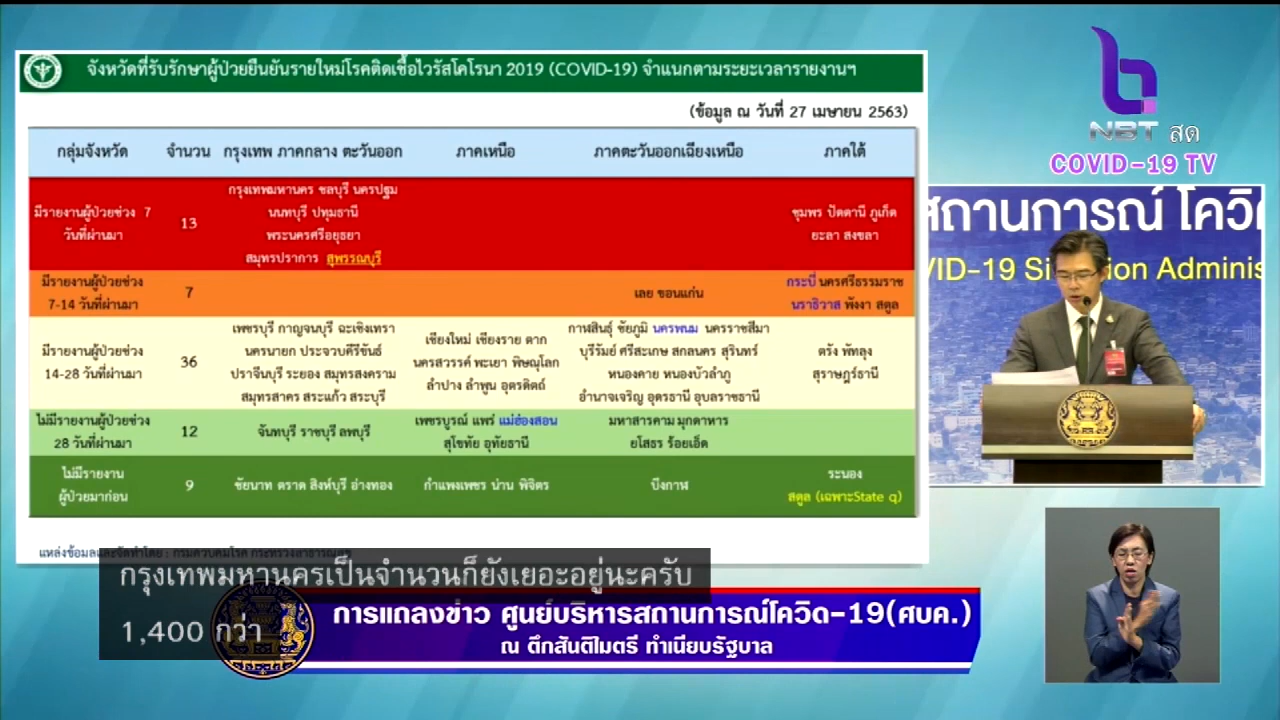 จังหวัดที่รับรักษาผู้ป่วยยืนยันรายใหม่โรคติดเชื้อไวรัสโคโรนา 2019 (COVID-19) จำแนกตามระยะเวลารายงานฯ
(ข้อมูล ณ วันที่ 27 เมษายน 2563)
กลุ่มจังหวัด จำนวน กรุงเทพ ภาคกลาง ตะวันออก ภาคเหนือ ภาคตะวันออกเฉียงเหนือ ภาคใต้
มีรายงานผู้ป่วยช่วง 7
วันที่ผ่านมา
13
กรุงเทพมหานคร ชลบุรี นครปฐม
นนทบุรี ปทุมธานี
พระนครศรีอยุธยา
สมุทรปราการ สุพรรณบุรี
ชุมพร ปัตตานี ภูเก็ต
ยะลา สงขลา
มีรายงานผู้ป่วยช่วง
7-14 วันที่ผ่านมา
7
เลย ขอนแก่น
กระบี่ นครศรีธรรมราช
นราธิวาส พังงา สตูล
มีรายงานผู้ป่วยช่วง
14-28 วันที่ผ่านมา
36
เพชรบุรี กาญจนบุรี ฉะเชิงเทรา
นครนายก ประจวบคีรีขันธ์
ปราจีนบุรี ระยอง สมุทรสงคราม
สมุทรสาคร สระแก้ว สระบุรี
เชียงใหม่ เชียงราย ตาก
นครสวรรค์ พะเยา พิษณุโลก
ลำปาง ลำพูน อุตรดิตถ์
กาฬสินธุ์ ชัยภูมิ นครพนม นครราชสีมา
บุรีรัมย์ ศรีสะเกษ สกลนคร สุรินทร์
หนองคาย หนองบัวลำภู
อำนาจเจริญ อุดรธานี อุบลราชธานี
ตรัง พัทลุง
สุราษฎร์ธานี
ไม่มีรายงานผู้ป่วยช่วง
28 วันที่ผ่านมา
12
จันทบุรี ราชบุรี ลพบุรี
เพชรบูรณ์ แพร่ แม่ฮ่องสอน
สุโขทัย อุทัยธานี
มหาสารคาม มุกดาหาร
ยโสธร ร้อยเอ็ด
ไม่มีรายงาน
ผู้ป่วยมาก่อน
9
ชัยนาท ตราด สิงห์บุรี อ่างทอง
กำแพงเพชร น่าน พิจิตร
บึงกาฬ
ระนอง
สตูล (เฉพาะState q)
แหล่งข้อมูลและจัดทำโดย : กรมควบคุมโรค กระทรวงสาธารณสุข
NBT สด
COVID-19 TV
สถานการณ์ โควิ
VID-19 Si ion Adminis
กรุงเทพมหานครเป็นจำนวนก็ยังเยอะอยู่นะครับ
1,400 กว่า
การแถลงข่าว ศูนย์บริหารสถานการณ์โควิด-19(ศบค.)
ณ ตึกสันติไมตรี ทำเนียบรัฐบาล